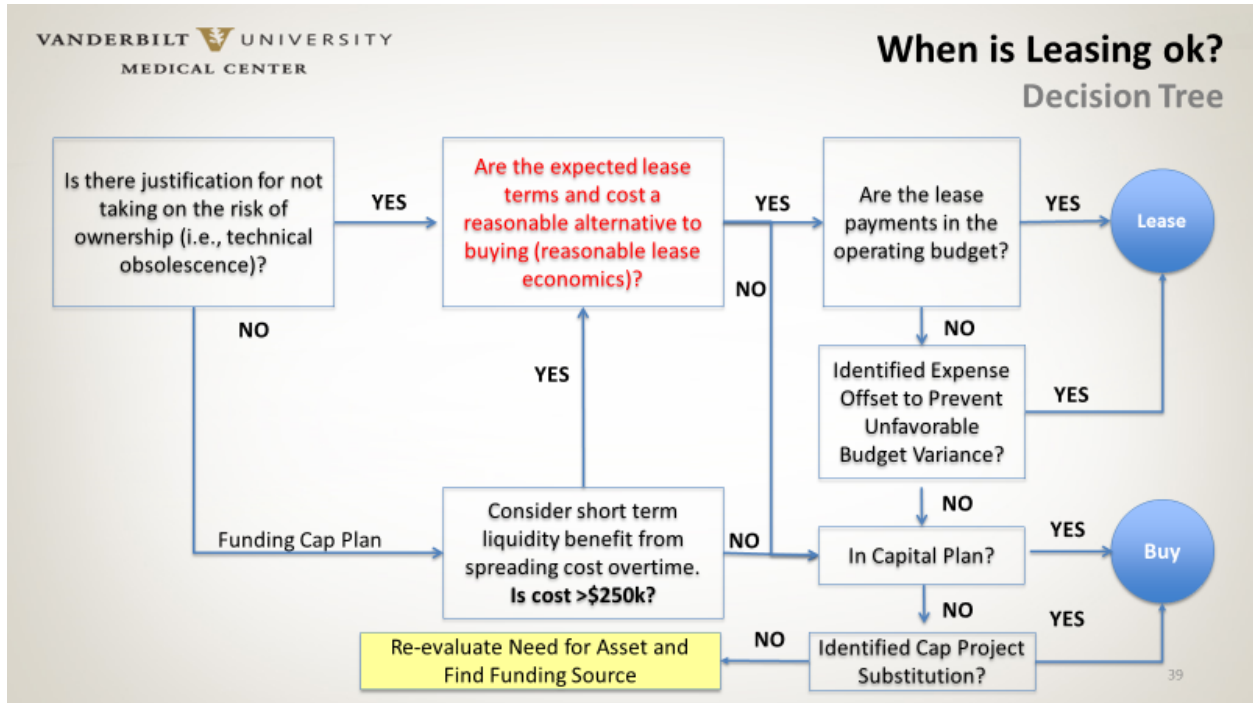 VANDERBILT UNIVERSITY
MEDICAL CENTER
When is Leasing ok?
Decision Tree
Is there justification for not
taking on the risk of
ownership (i.e., technical
obsolescence)?
YES
Are the expected lease
terms and cost a
reasonable alternative to
buying (reasonable lease
economics)?
YES
Are the lease
payments in the
operating budget?
YES
Lease
NO
NO
NO
YES
Identified Expense
Offset to Prevent
Unfavorable
Budget Variance?
YES
Funding Cap Plan
Consider short term
liquidity benefit from
spreading cost overtime.
Is cost >$250k?
NO
NO
In Capital Plan?
YES
Buy
NO
YES
Identified Cap Project
Substitution?
NO
Re-evaluate Need for Asset and
Find Funding Source
39